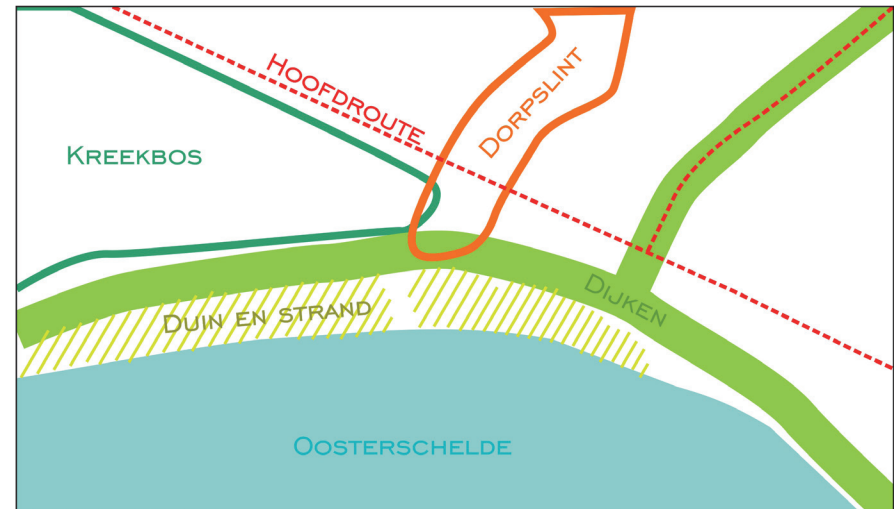 Hoofdroute
Dorpslint
Kreekbos
Dijken
Duin en strand
Oosterschelde